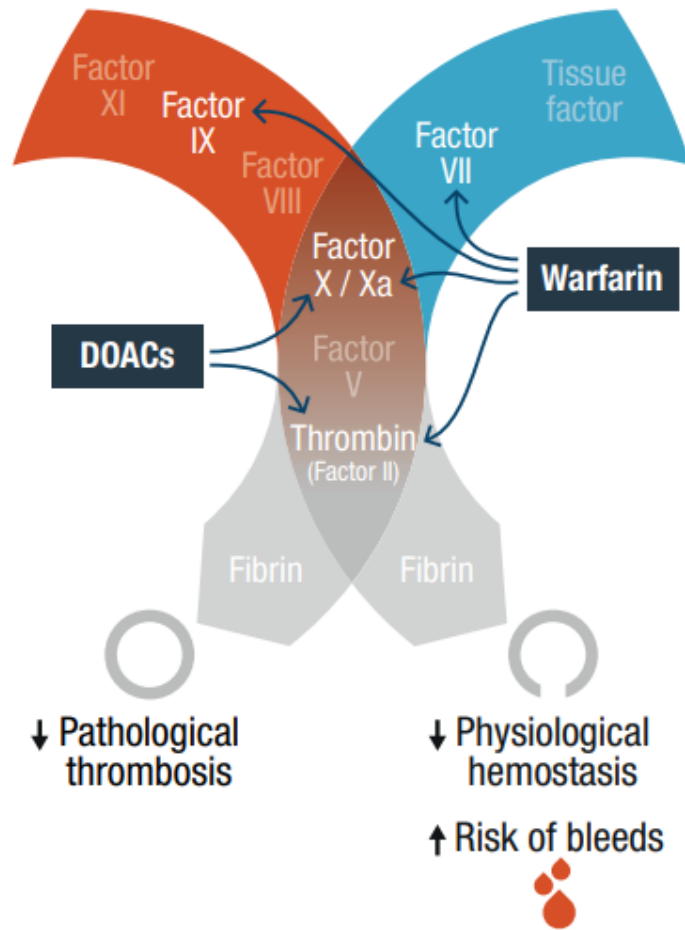 Factor
XI
Factor
IX
Factor
VIII
Tissue
factor
Factor
VII
Factor
X / Xa
Warfarin
DOACs
Factor
V
Thrombin
(Factor II)
Fibrin
Fibrin
↓ Pathological
thrombosis
↓ Physiological
hemostasis
↑ Risk of bleeds